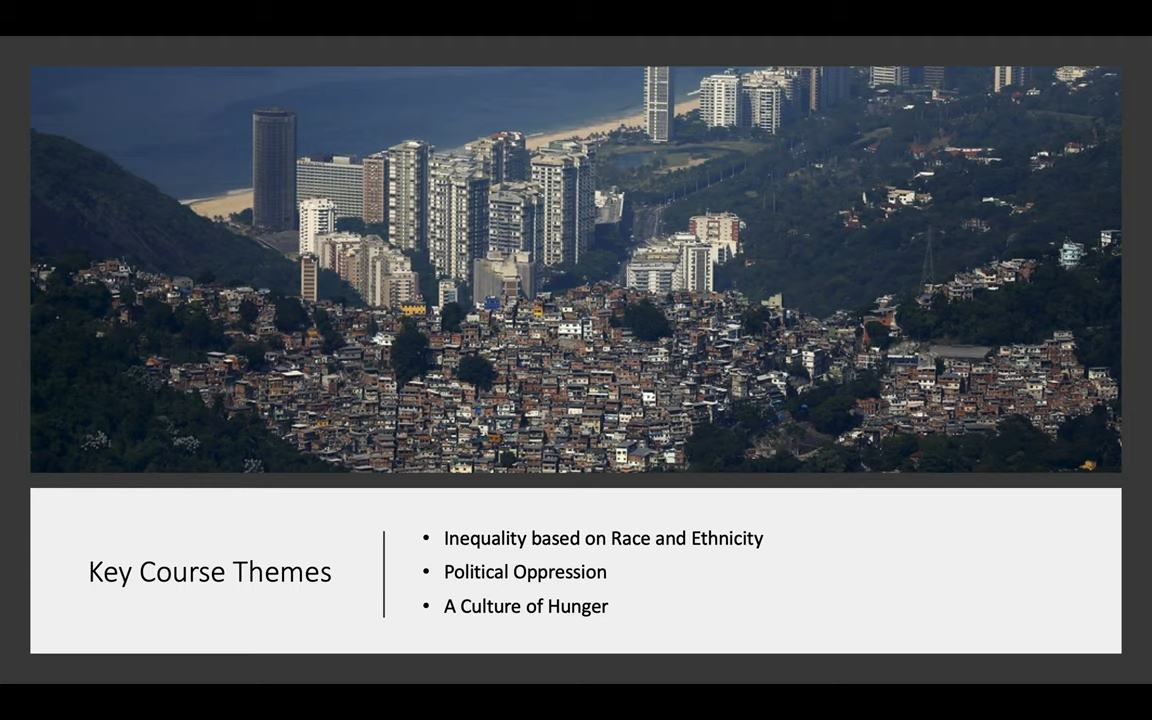 Key Course Themes
• Inequality based on Race and Ethnicity
• Political Oppression
• A Culture of Hunger